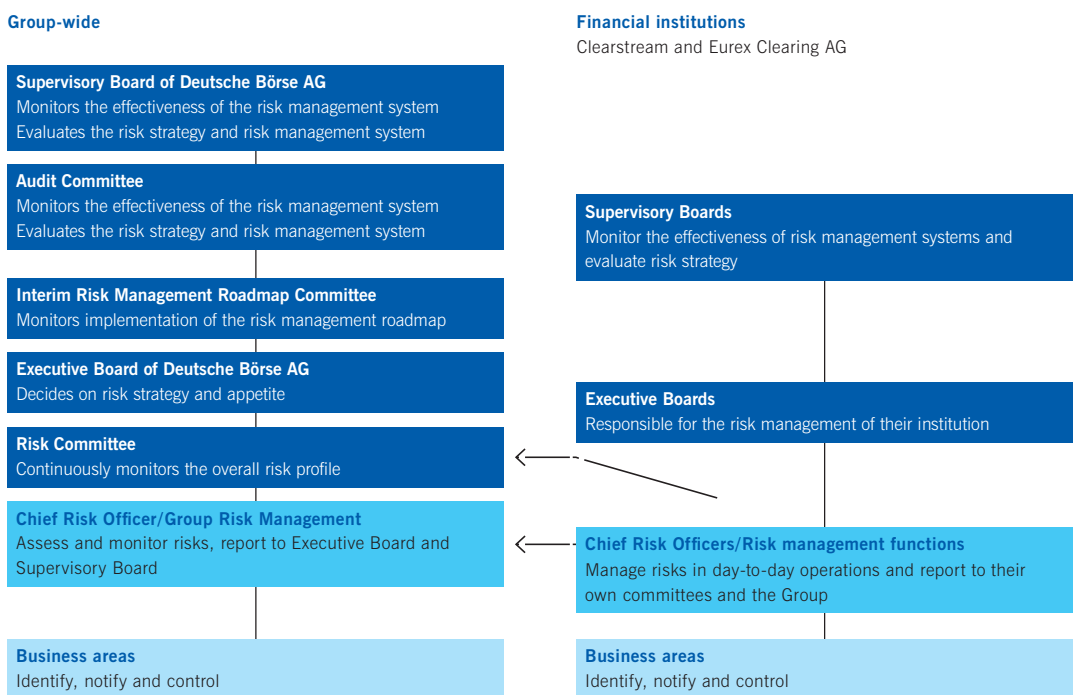 Group-wide
Supervisory Board of Deutsche Börse AG
Monitors the effectiveness of the risk management system
Evaluates the risk strategy and risk management system
Audit Committee
Monitors the effectiveness of the risk management system
Evaluates the risk strategy and risk management system
Interim Risk Management Roadmap Committee
Monitors implementation of the risk management roadmap
Executive Board of Deutsche Börse AG
Decides on risk strategy and appetite
Risk Committee
Continuously monitors the overall risk profile
Chief Risk Officer/Group Risk Management
Assess and monitor risks, report to Executive Board and
Supervisory Board
Business areas
Identify, notify and control
Financial institutions
Clearstream and Eurex Clearing AG
Supervisory Boards
Monitor the effectiveness of risk management systems and
evaluate risk strategy
Executive Boards
Responsible for the risk management of their institution
Chief Risk Officers/Risk management functions
Manage risks in day-to-day operations and report to their
own committees and the Group
Business areas
Identify, notify and control